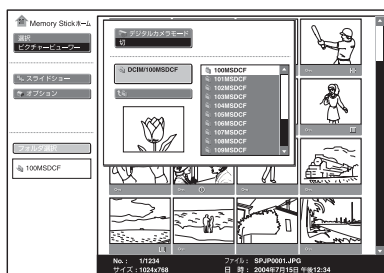 Memory Stickホーム
選択
ピクチャービューワー
スライドショー
オプション
フォルダ選択
100MSDCF
デジタルカメラモード
切
DCIM/100MSDCF
100MSDCF
101MSDCF
102MSDCF
103MSDCF
104MSDCF
105MSDCF
106MSDCF
107MSDCF
108MSDCF
109MSDCF
No. : 1/1234
ファイル : SPJP0001.JPG
サイズ : 1024x768
日 時 : 2004年7月15日 午後12:34